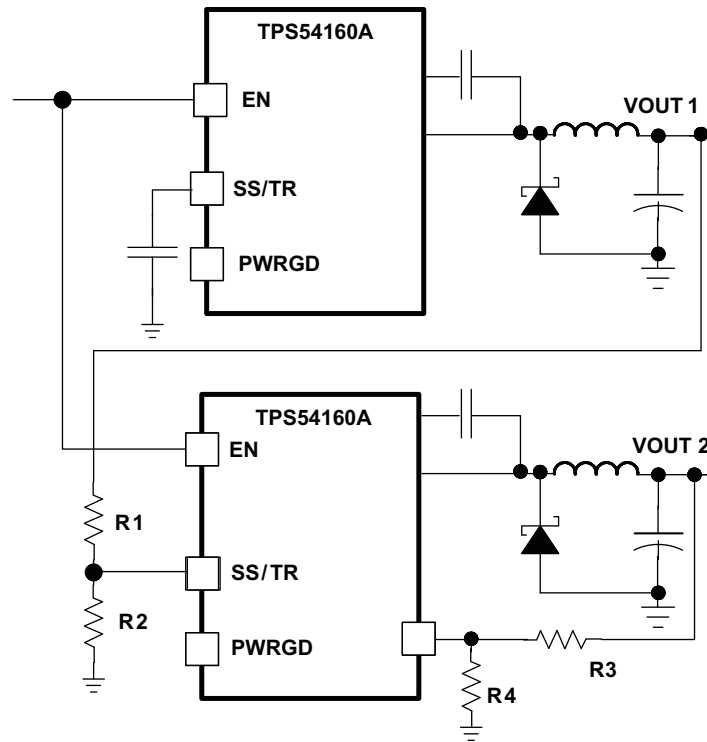 TPS54160A
EN
VOUT 1
SS/TR
PWRGD
TPS54160A
EN
VOUT 2
R1
SS/TR
R2
PWRGD
R3
R4